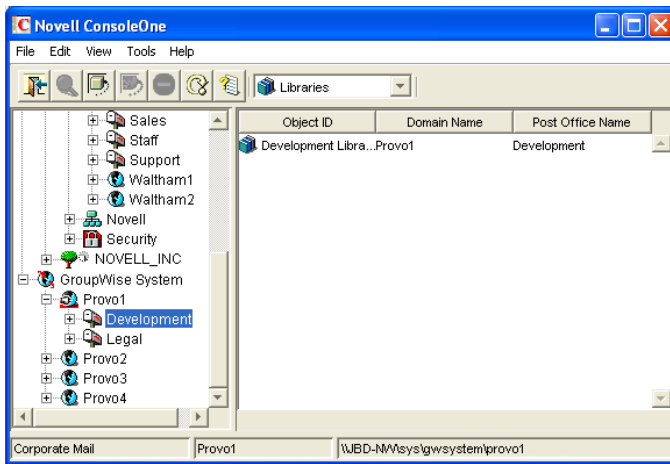 Novell ConsoleOne
File Edit View Tools Help
Libraries
Sales
Staff
Support
Waltham1
Waltham2
Novell
Security
NOVELL_INC
GroupWise System
Provo1
Development
Legal
Provo2
Provo3
Provo4
Object ID Domain Name Post Office Name
Development Libra...Provo1 Development
Corporate Mail Provo1 \\JBD-NW\sys\gwsystem\provo1